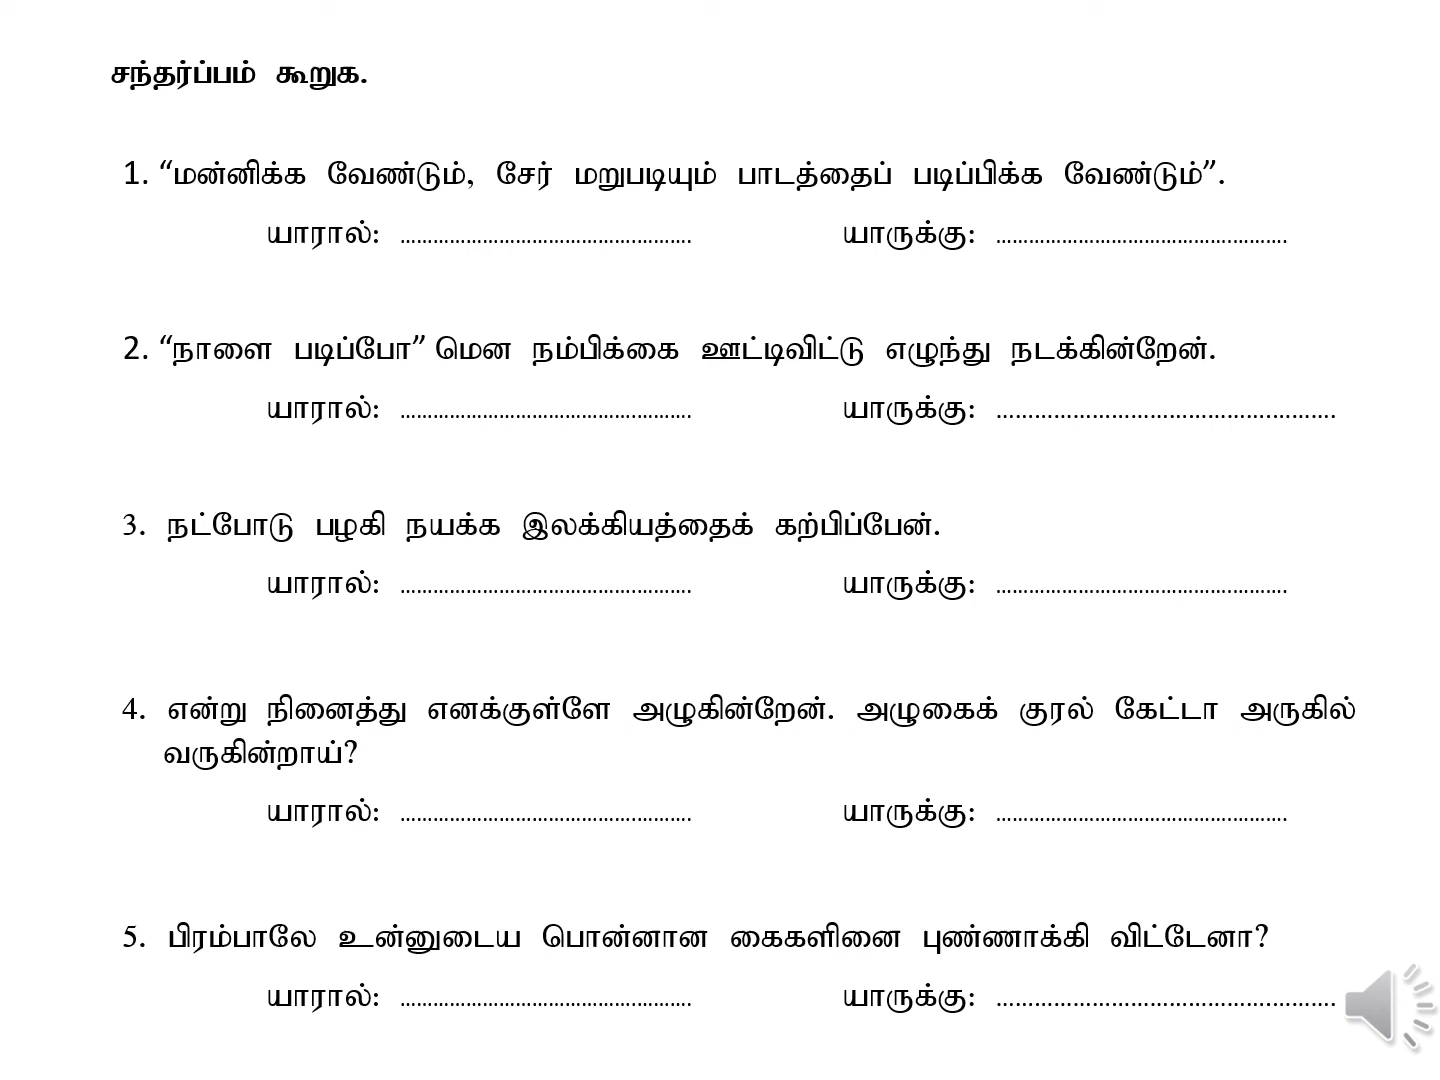 சந்தர்ப்பம் கூறுக.
1. “மன்னிக்க வேண்டும், சேர் மறுபடியும் பாடத்தைப் படிப்பிக்க வேண்டும்”.
யாரால்: ..................................................... யாருக்கு: .....................................................
2. “நாளை படிப்போ” மென நம்பிக்கை ஊட்டிவிட்டு எழுந்து நடக்கின்றேன்.
யாரால்: ..................................................... யாருக்கு: .....................................................
3. நட்போடு பழகி நயக்க இலக்கியத்தைக் கற்பிப்பேன்.
யாரால்: ..................................................... யாருக்கு: .....................................................
4. என்று நினைத்து எனக்குள்ளே அழுகின்றேன். அழுகைக் குரல் கேட்டா அருகில்
வருகின்றாய்?
யாரால்: ..................................................... யாருக்கு: .....................................................
5. பிரம்பாலே உன்னுடைய பொன்னான கைகளினை புண்ணாக்கி விட்டேனா?
யாரால்: ..................................................... யாருக்கு: .....................................................